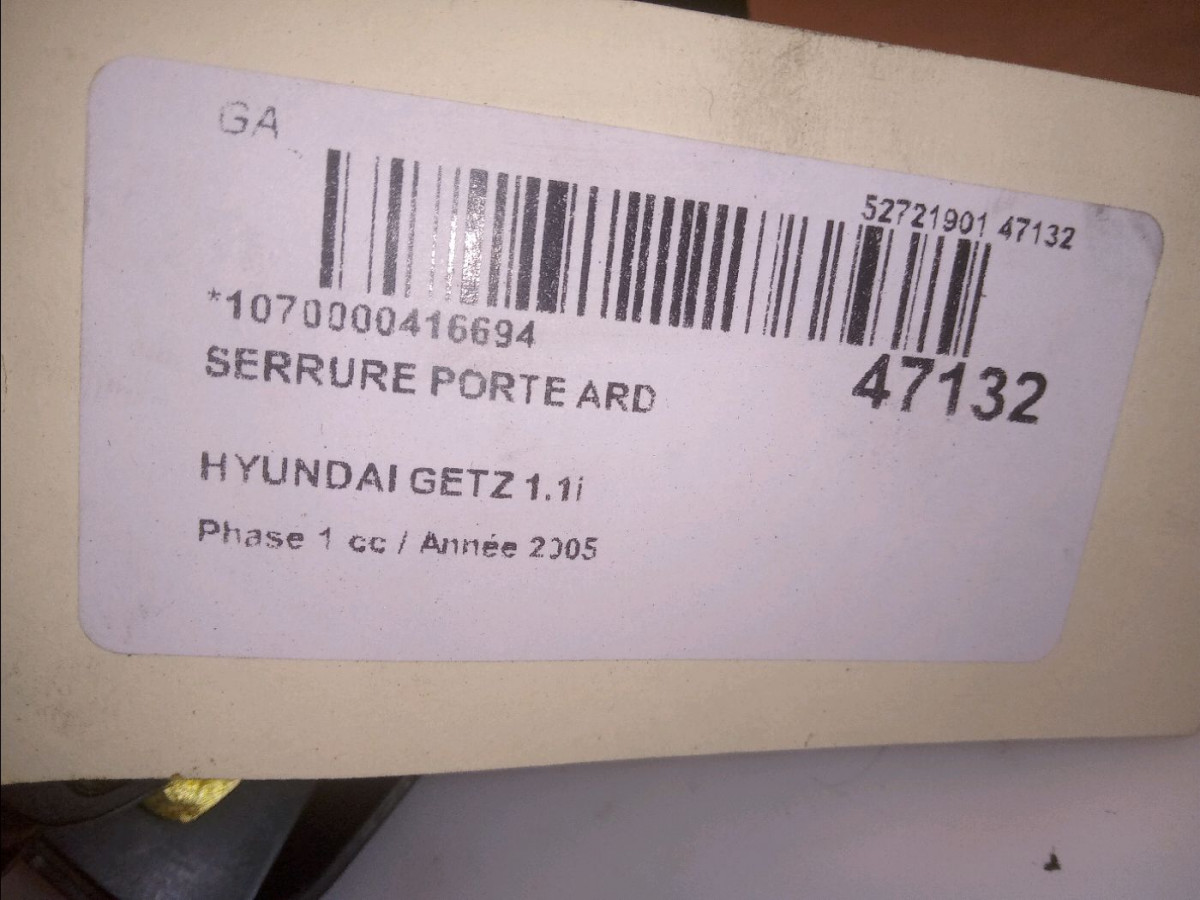 GA
52721901 47132
*1070000416694
SERRURE PORTE ARD
47132
HYUNDAI GETZ 1.1i
Phase 1 cc / Année 2005